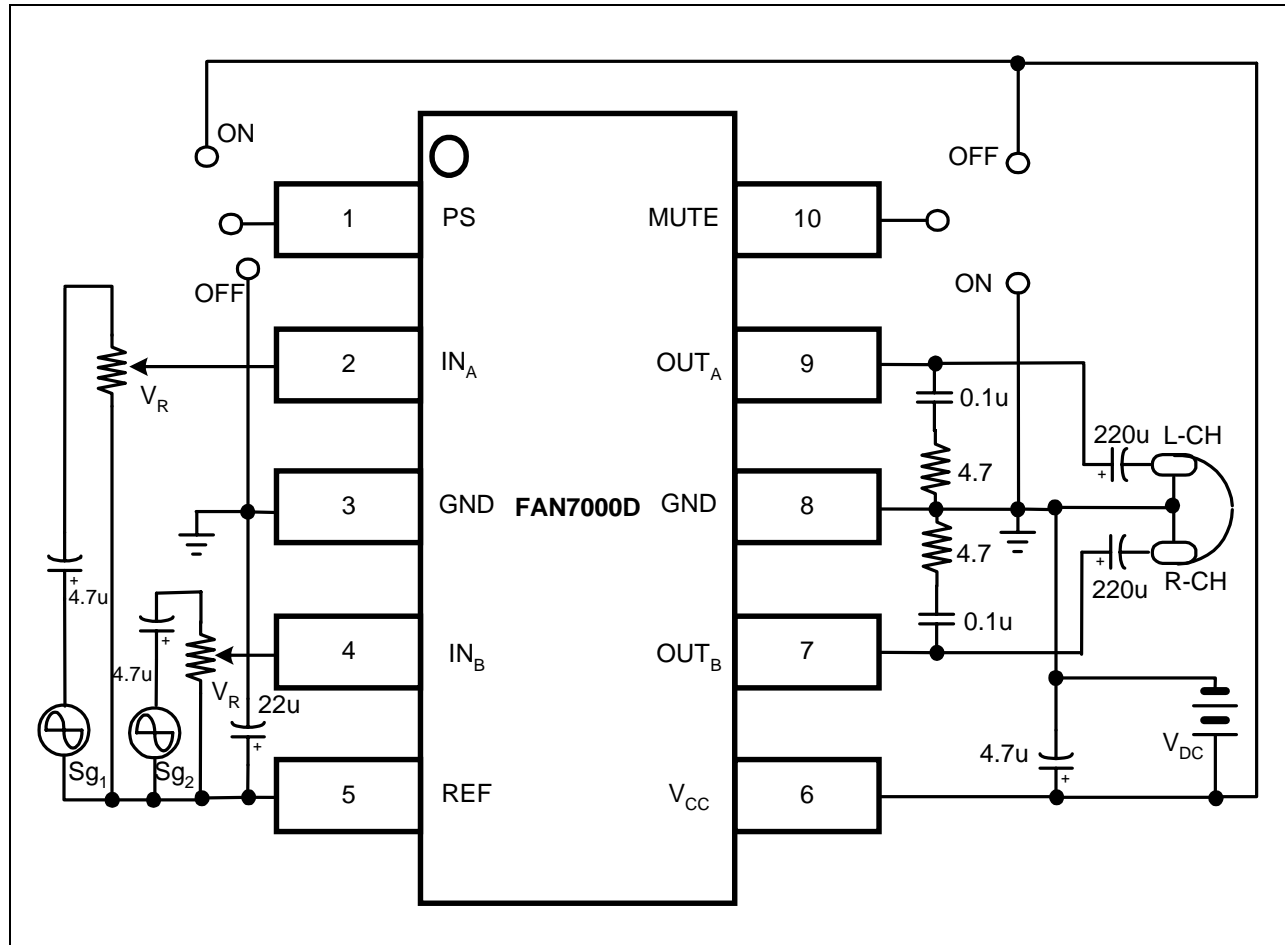 ON
OFF
1 PS MUTE 10
OFF
ON
2 IN_A OUT_A 9
V_R
0.1u
220u L-CH
4.7
3 GND FAN7000D GND 8
4.7
+
+
+
4.7u
220u R-CH
+
0.1u
4 IN_B OUT_B 7
4.7u
V_R
22u
+
Sg_1 Sg_2
4.7u
+
V_DC
5 REF V_CC 6